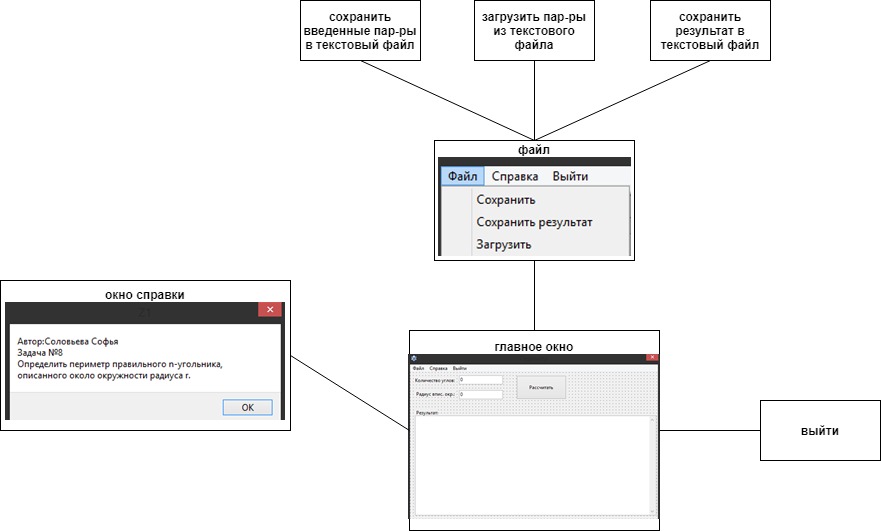 сохранить
введенные пар-ры
в текстовый файл
загрузить пар-ры
из текстового
файла
сохранить
результат в
текстовый файл
файл
Файл Справка Выйти
Сохранить
Сохранить результат
Загрузить
окно справки
Автор:Соловьева Софья
Задача №8
Определить периметр правильного n-угольника,
описанного около окружности радиуса r.
OK
главное окно
Файл Справка Выйти
Количество углов: 0
Рассчитать
Радиус впис. окр.: 0
Результат
выйти